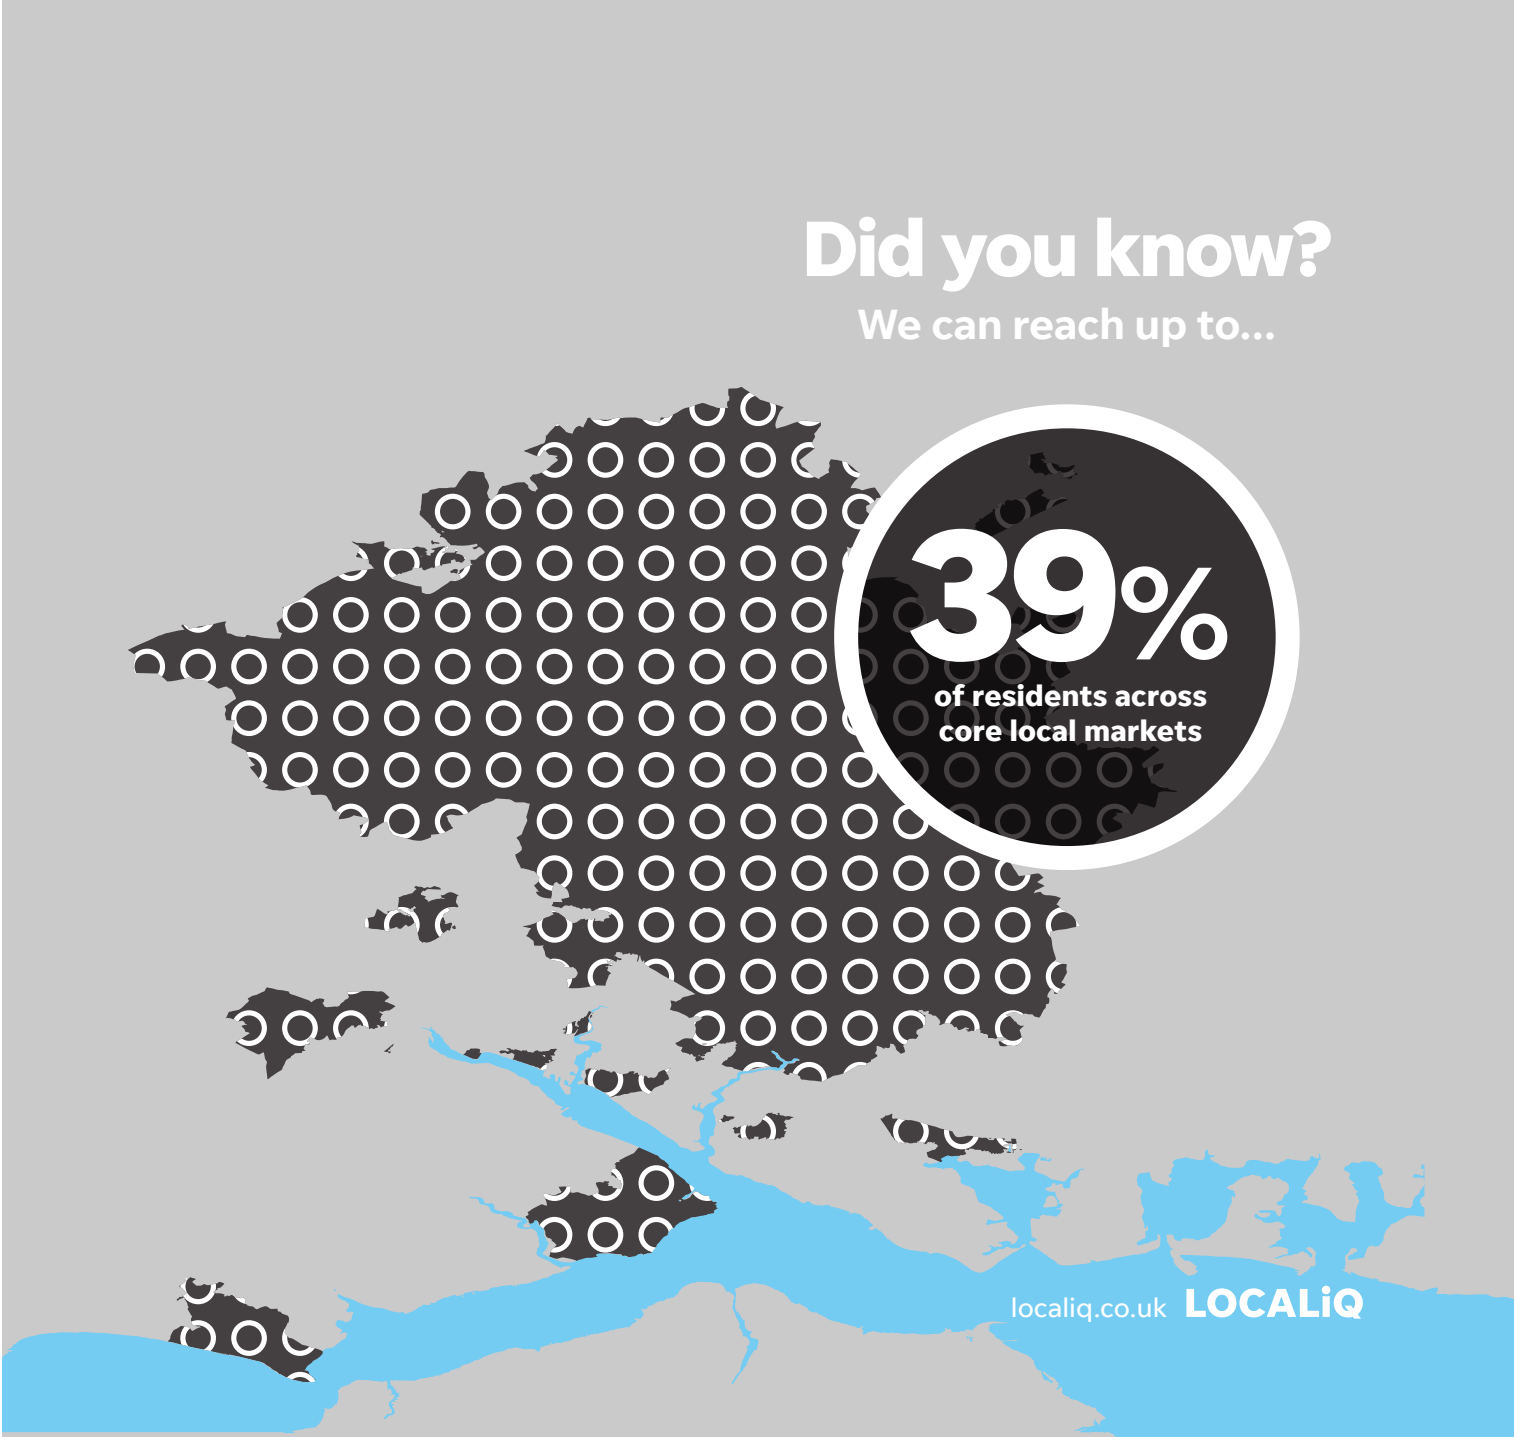 Did you know?
We can reach up to...
39%
of residents across
core local markets
localiq.co.uk LOCALiQ